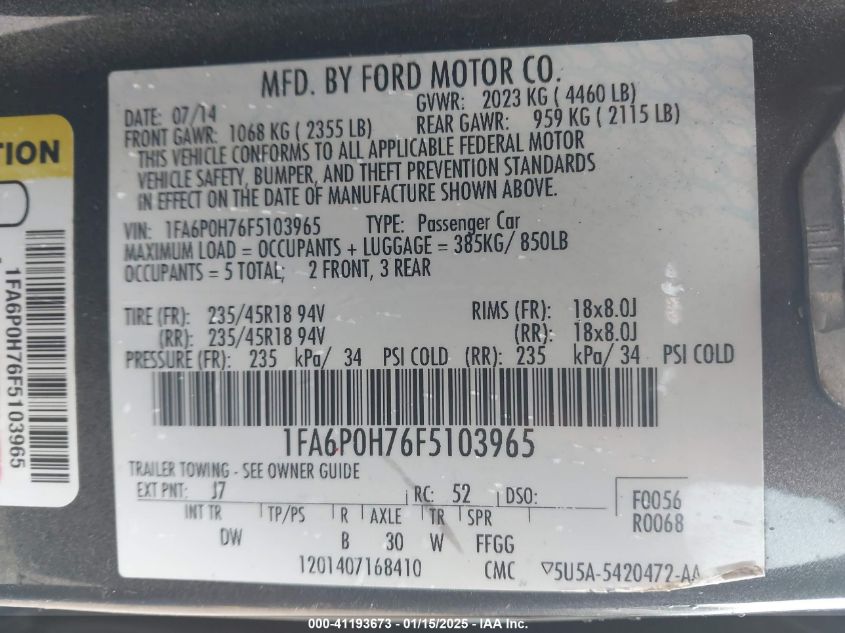 MFD. BY FORD MOTOR CO.
DATE: 07/14 GVWR: 2023 KG ( 4460 LB)
FRONT GAWR: 1068 KG ( 2355 LB) REAR GAWR: 959 KG ( 2115 LB)
THIS VEHICLE CONFORMS TO ALL APPLICABLE FEDERAL MOTOR
VEHICLE SAFETY, BUMPER, AND THEFT PREVENTION STANDARDS
IN EFFECT ON THE DATE OF MANUFACTURE SHOWN ABOVE.
VIN: 1FA6P0H76F5103965 TYPE: Passenger Car
MAXIMUM LOAD = OCCUPANTS + LUGGAGE = 385KG/ 850LB
OCCUPANTS = 5 TOTAL; 2 FRONT, 3 REAR
TIRE (FR): 235/45R18 94V RIMS (FR): 18x8.0J
(RR): 235/45R18 94V (RR): 18x8.0J
PRESSURE (FR): 235 kPa/ 34 PSI COLD (RR): 235 kPa/ 34 PSI COLD
1FA6P0H76F5103965
TRAILER TOWING - SEE OWNER GUIDE
EXT PNT: J7 RC: 52 DSO: F0056
INT TR TP/PS R AXLE TR SPR R0068
DW B 30 W FFGG
1201407168410 CMC ▽5U5A-5420472-AA
TION
1FA6P0H76F5103965
000-41193673 - 01/15/2025 - IAA Inc.